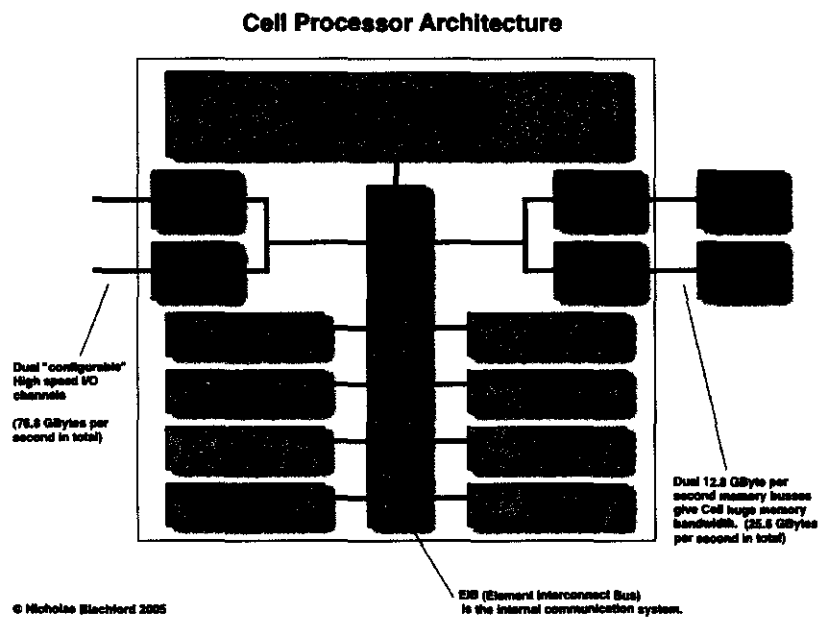 Cell Processor Architecture
Dual "configurable"
High speed I/O
channels
(76.8 GBytes per
second in total)
Dual 12.8 GByte per
second memory busses
give Cell huge memory
bandwidth. (25.6 GBytes
per second in total)
EIB (Element Interconnect Bus)
is the internal communication system.
© Nicholas Blachford 2005